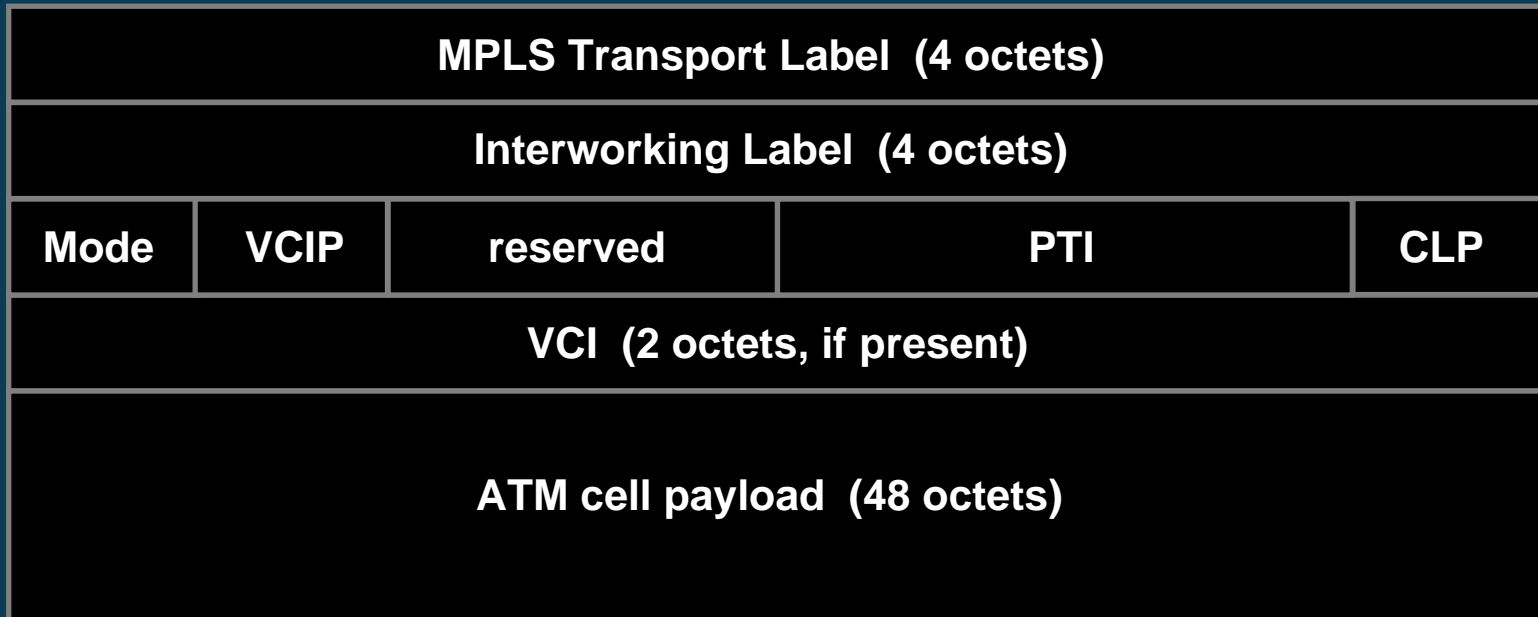 MPLS Transport Label (4 octets)
Interworking Label (4 octets)
Mode VCIP reserved PTI CLP
VCI (2 octets, if present)
ATM cell payload (48 octets)